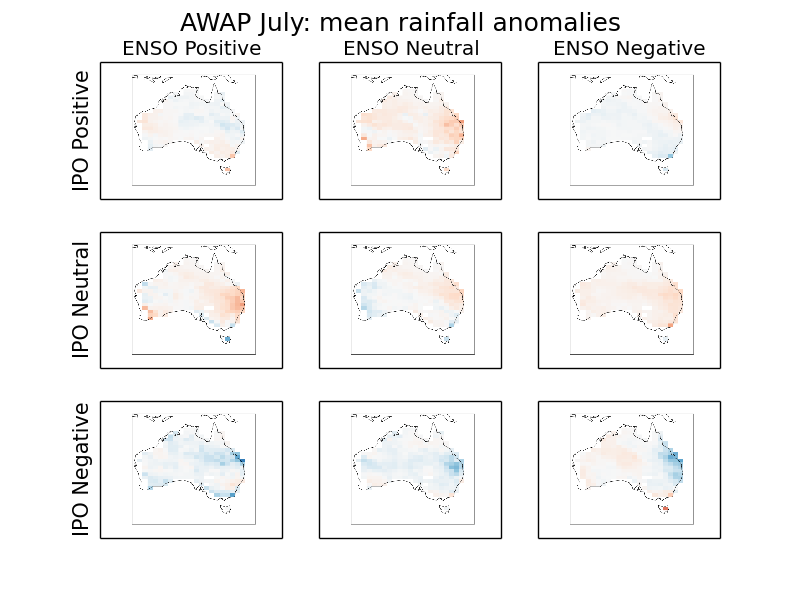 AWAP July: mean rainfall anomalies
ENSO Positive
ENSO Neutral
ENSO Negative
IPO Positive
IPO Neutral
IPO Negative